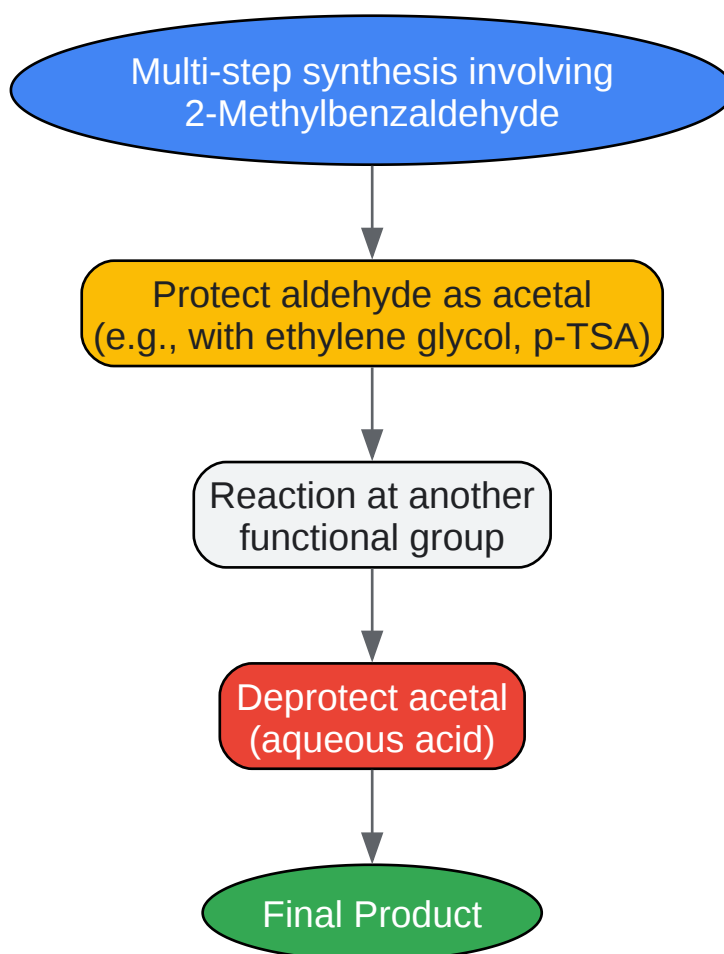 Multi-step synthesis involving
2-Methylbenzaldehyde
Protect aldehyde as acetal
(e.g., with ethylene glycol, p-TSA)
Reaction at another
functional group
Deprotect acetal
(aqueous acid)
Final Product